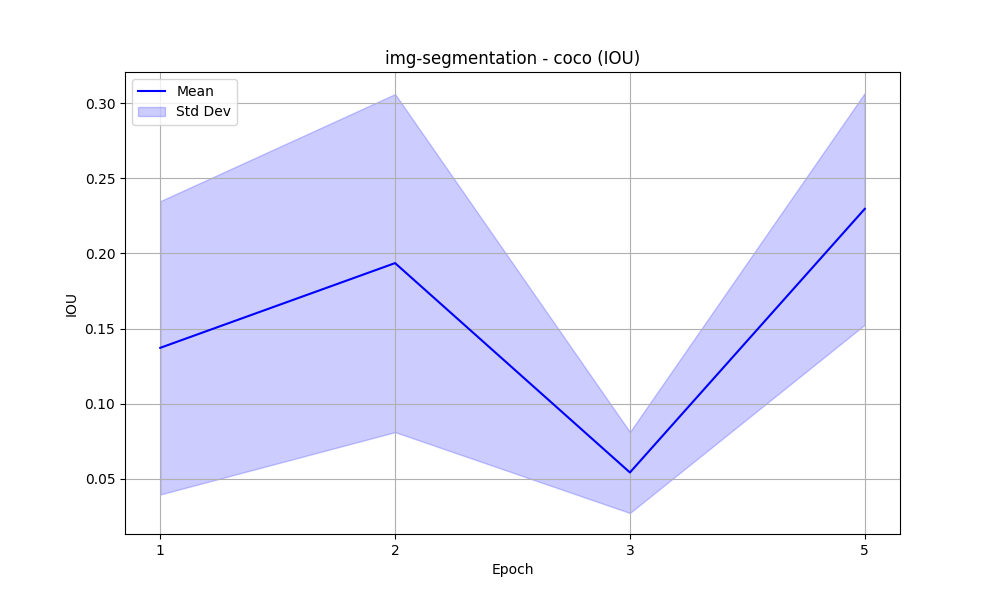 img-segmentation - coco (IOU)
Mean
Std Dev
0.30
0.25
0.20
0.15
0.10
0.05
IOU
1 2 3 5
Epoch